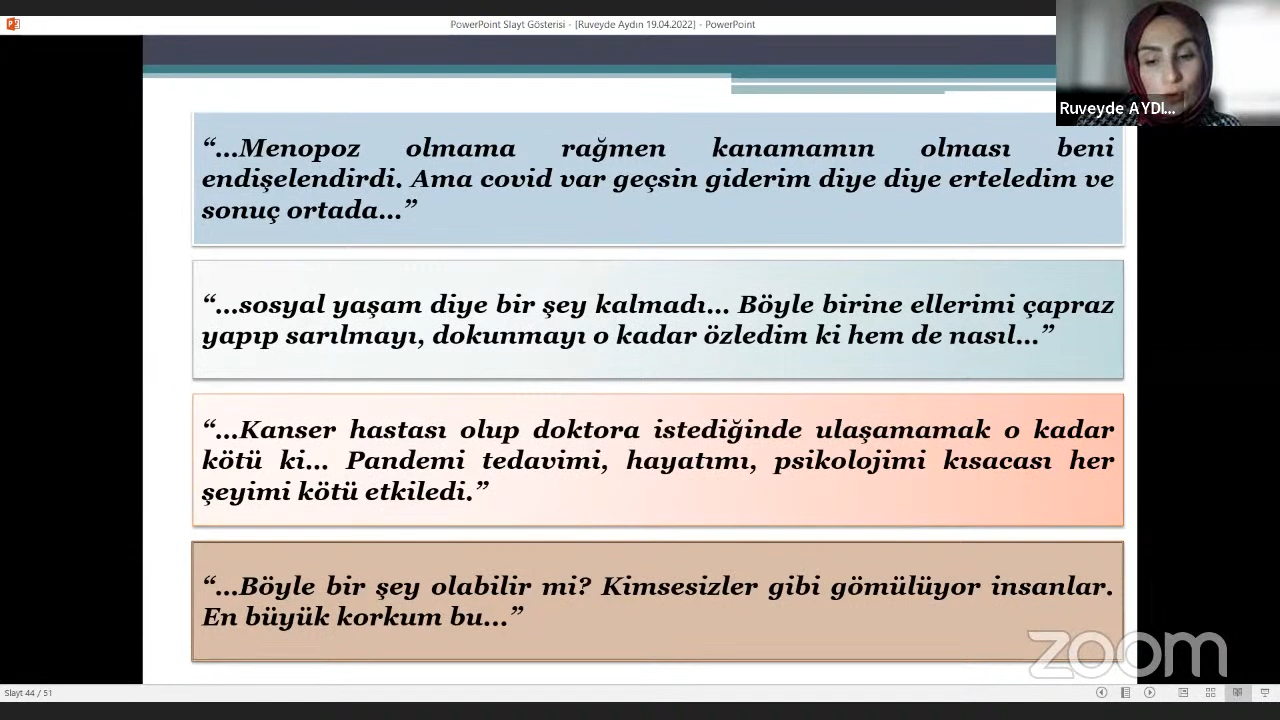 PowerPoint Slayt Gösterisi - [Ruveyde Aydın 19.04.2022] - PowerPoint
Ruveyde AYDI...
“…Menopoz olmama rağmen kanamamın olması beni
endişelendirdi. Ama covid var geçsin giderim diye diye erteledim ve
sonuç ortada…”
“…sosyal yaşam diye bir şey kalmadı… Böyle birine ellerimi çapraz
yapıp sarılmayı, dokunmayı o kadar özledim ki hem de nasıl…”
“…Kanser hastası olup doktora istediğinde ulaşamamak o kadar
kötü ki… Pandemi tedavimi, hayatımı, psikolojimi kısacası her
şeyimi kötü etkiledi.”
“…Böyle bir şey olabilir mi? Kimsesizler gibi gömülüyor insanlar.
En büyük korkum bu…”
zoom
Slayt 44 / 51